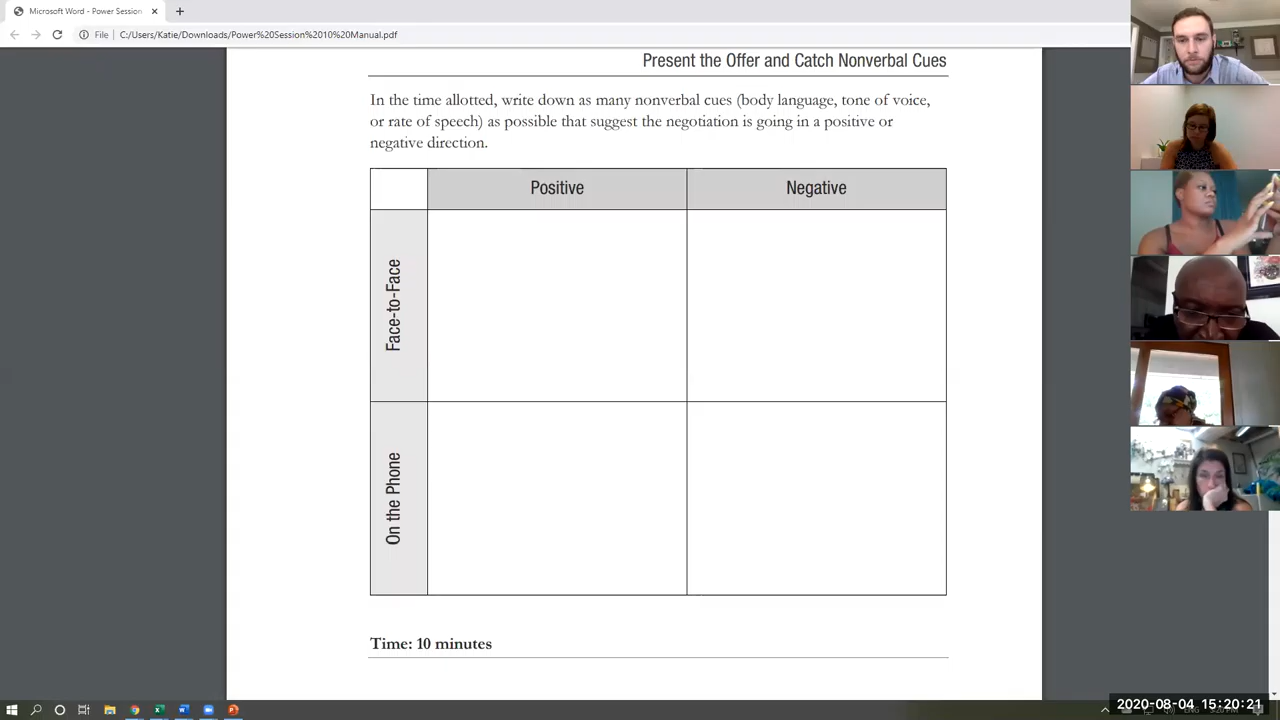 Microsoft Word - Power Session
File
C:/Users/Katie/Downloads/Power%20Session%2010%20Manual.pdf
Present the Offer and Catch Nonverbal Cues
In the time allotted, write down as many nonverbal cues (body language, tone of voice,
or rate of speech) as possible that suggest the negotiation is going in a positive or
negative direction.
Positive
Negative
Face-to-Face
On the Phone
Time: 10 minutes
2020-08-04 15:20:21